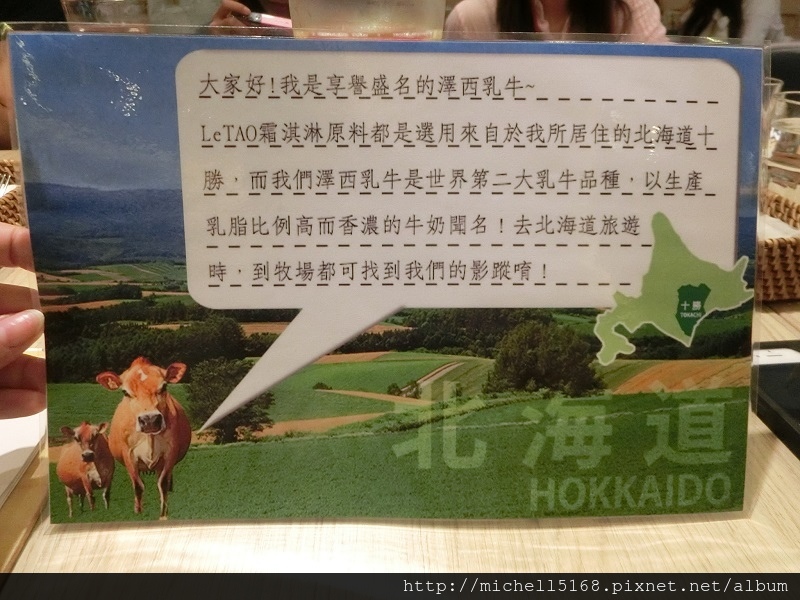 大家好!我是享譽盛名的澤西乳牛~
LeTAO霜淇淋原料都是選用來自於我所居住的北海道十
勝，而我們澤西乳牛是世界第二大乳牛品種，以生產
乳脂比例高而香濃的牛奶聞名！去北海道旅遊
時，到牧場都可找到我們的影蹤唷！
十勝
TOKACHI
北海道
HOKKAIDO
http://michell5168.pixnet.net/album